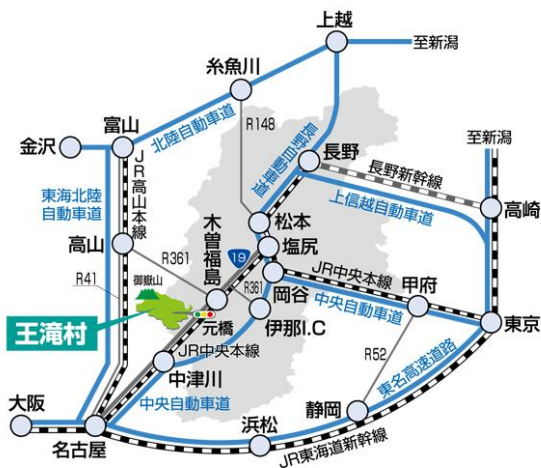 上越
至新潟
糸魚川
富山
金沢
北陸自動車道
R148
長野自動車道
長野
至新潟
長野新幹線
上信越自動車道
高崎
東海北陸
自動車道
JR高山本線
高山
R41
R361
木曽福島
19
松本
塩尻
岡谷
R361
JR中央本線
中央自動車道
甲府
東京
御嶽山
王滝村
元橋
伊那I.C
JR中央本線
中津川
中央自動車道
R52
静岡
東名高速道路
浜松
JR東海道新幹線
大阪
名古屋